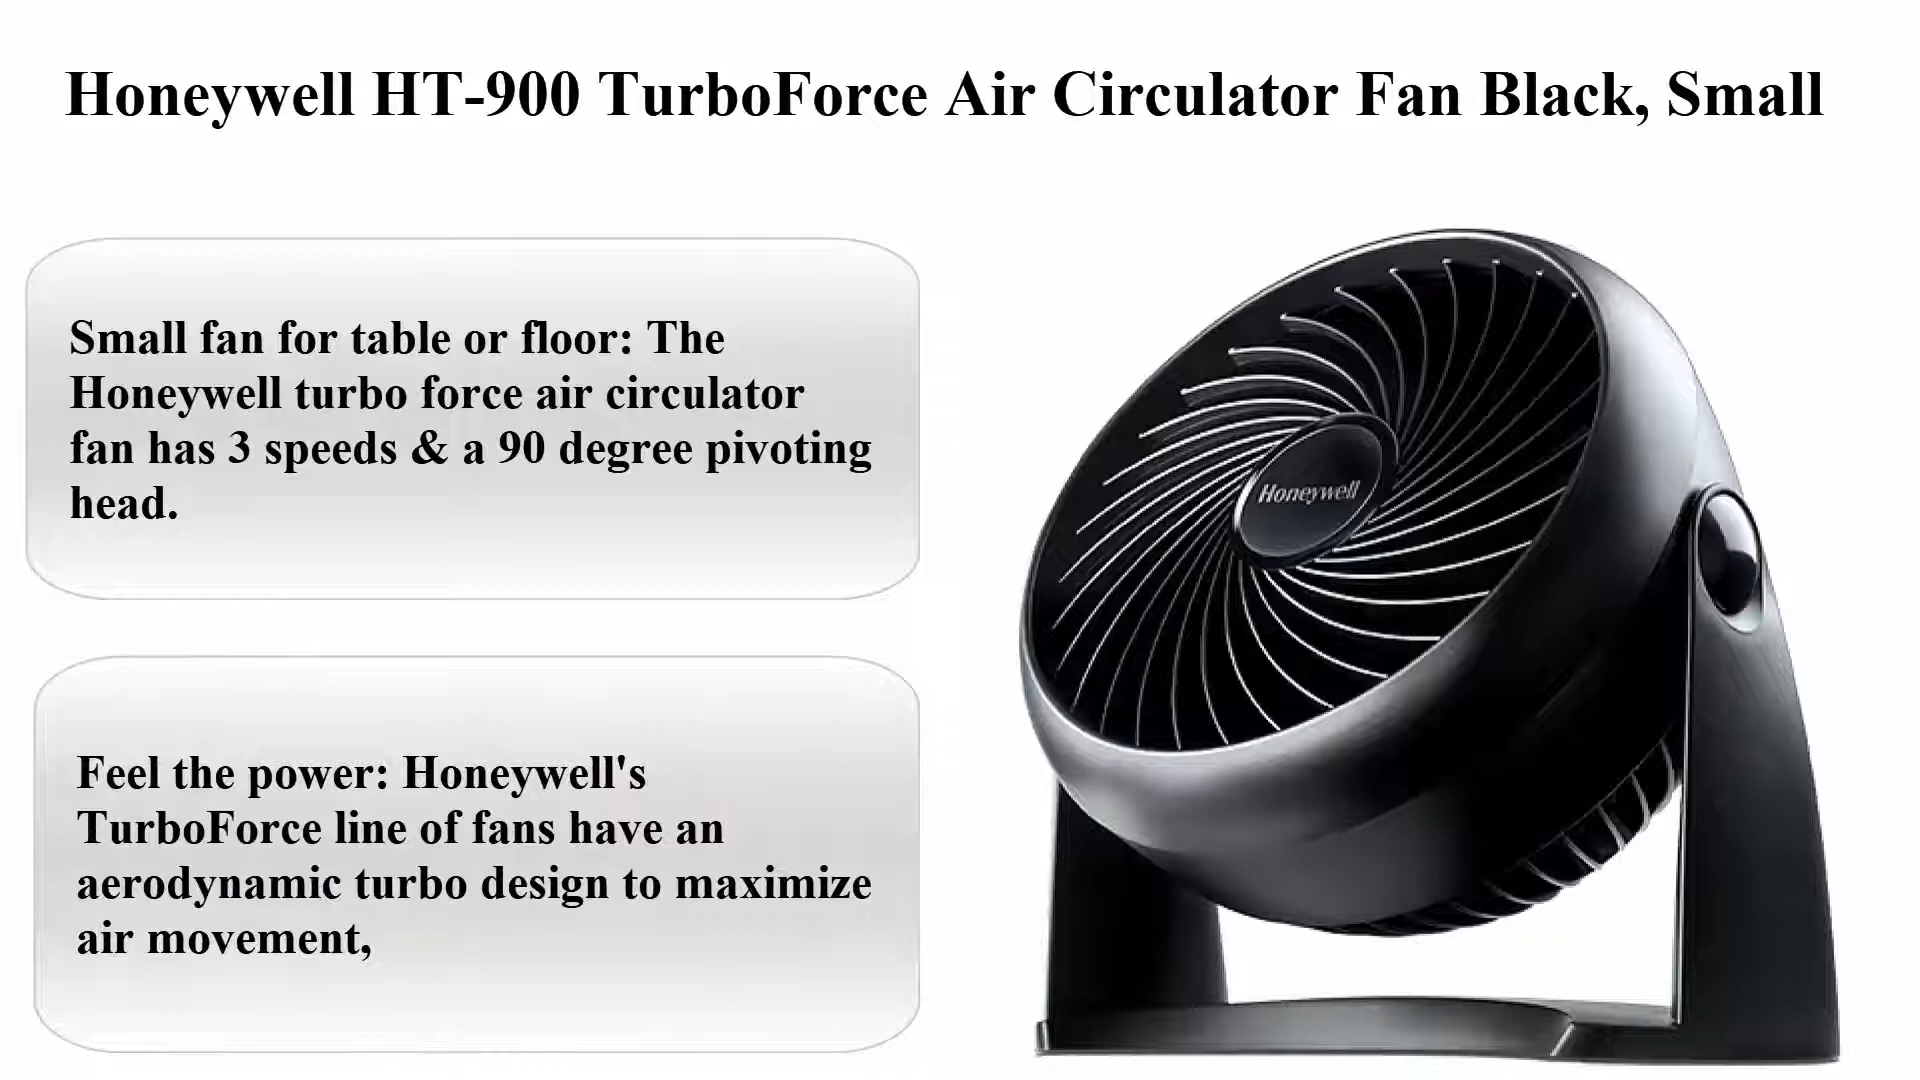 Honeywell HT-900 TurboForce Air Circulator Fan Black, Small
Small fan for table or floor: The
Honeywell turbo force air circulator
fan has 3 speeds & a 90 degree pivoting
head.
Feel the power: Honeywell's
TurboForce line of fans have an
aerodynamic turbo design to maximize
air movement,
Honeywell